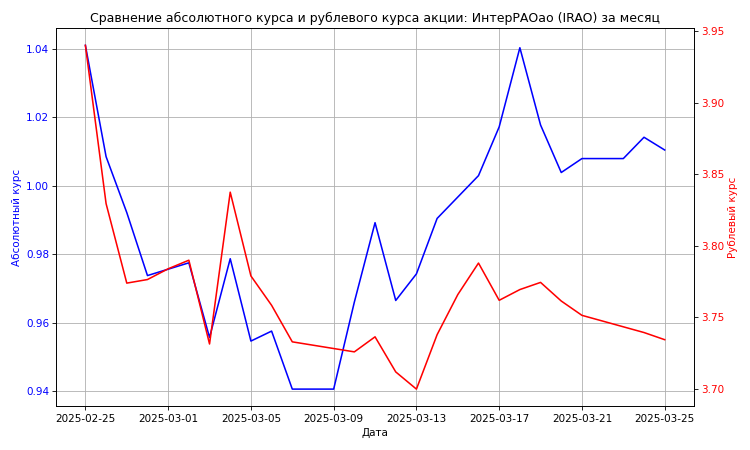 Сравнение абсолютного курса и рублевого курса акции: ИнтерРАОао (IRAO) за месяц
1.04
1.02
1.00
0.98
0.96
0.94
Абсолютный курс
3.95
3.90
3.85
3.80
3.75
3.70
Рублевый курс
2025-02-25 2025-03-01 2025-03-05 2025-03-09 2025-03-13 2025-03-17 2025-03-21 2025-03-25
Дата